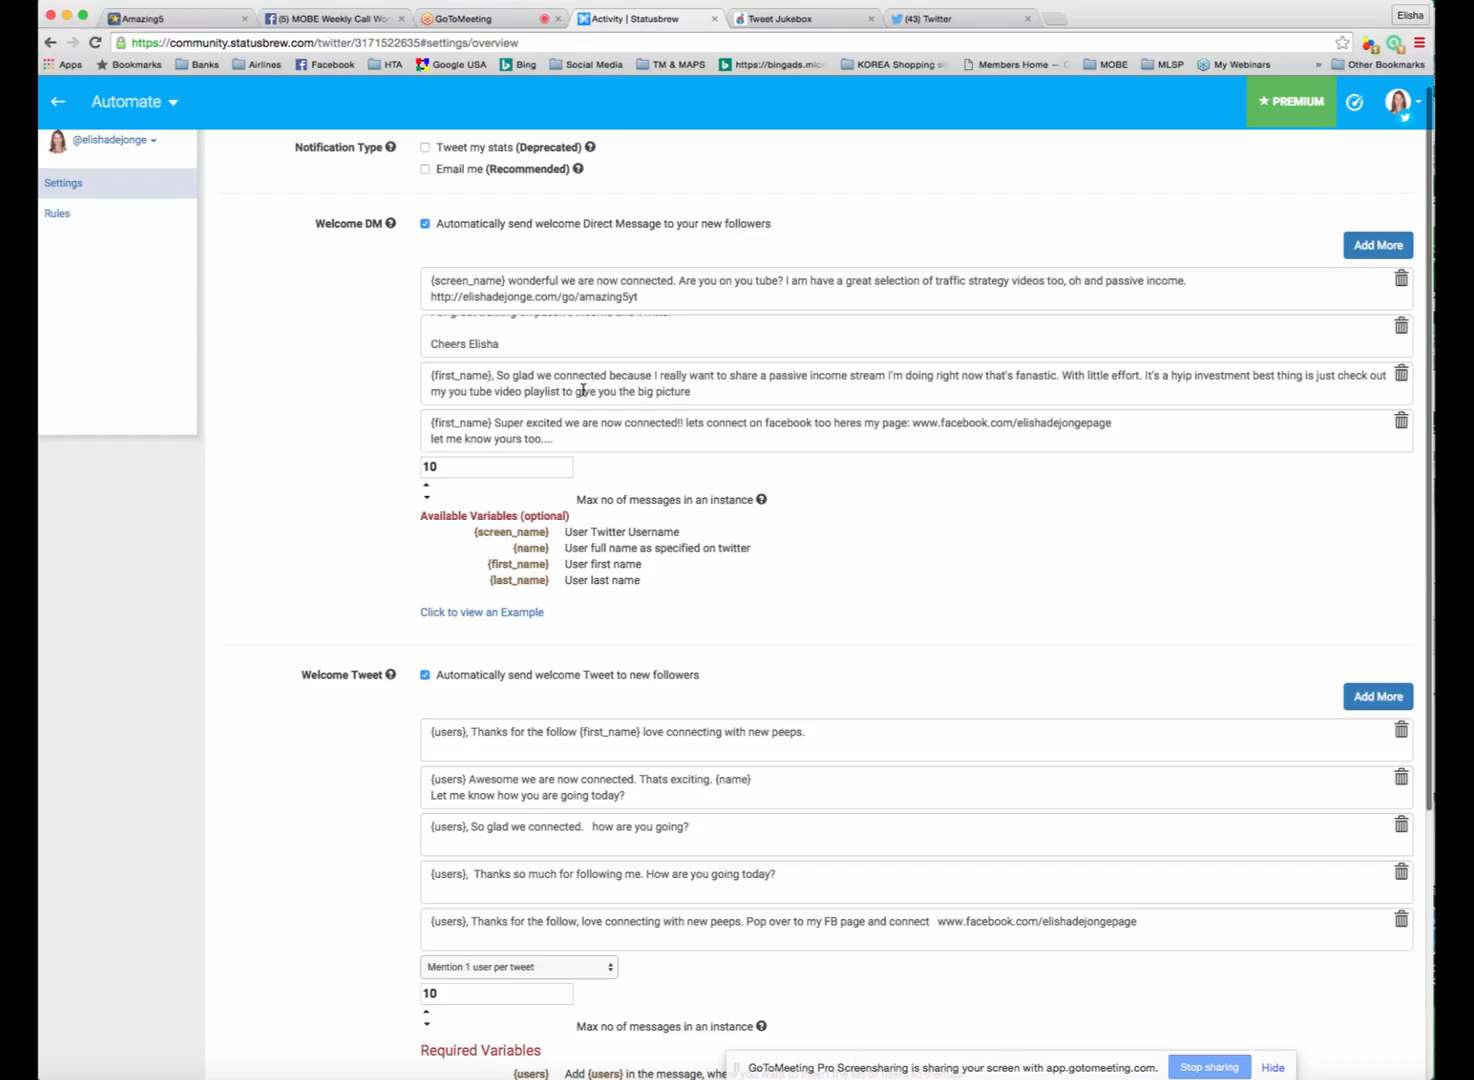 Amazing5
(5) MOBE Weekly Call Wo
GoToMeeting
Activity | Statusbrew
Tweet Jukebox
(43) Twitter
Elisha
https://community.statusbrew.com/twitter/3171522635#settings/overview
Apps
Bookmarks
Banks
Airlines
Facebook
HTA
Google USA
Bing
Social Media
TM & MAPS
https://bingads.mic
KOREA Shopping s
Members Home –
MOBE
MLSP
My Webinars
»
Other Bookmarks
Automate
PREMIUM
@elishadejonge
Settings
Rules
Notification Type
Tweet my stats (Deprecated)
Email me (Recommended)
Welcome DM
Automatically send welcome Direct Message to your new followers
Add More
{screen_name} wonderful we are now connected. Are you on you tube? I am have a great selection of traffic strategy videos too, oh and passive income.
http://elishadejonge.com/go/amazing5yt
Cheers Elisha
{first_name}, So glad we connected because I really want to share a passive income stream I'm doing right now that's fanastic. With little effort. It's a hyip investment best thing is just check out
my you tube video playlist to give you the big picture
{first_name} Super excited we are now connected!! lets connect on facebook too heres my page: www.facebook.com/elishadejongepage
let me know yours too....
10
Max no of messages in an instance
Available Variables (optional)
{screen_name} User Twitter Username
{name} User full name as specified on twitter
{first_name} User first name
{last_name} User last name
Click to view an Example
Welcome Tweet
Automatically send welcome Tweet to new followers
Add More
{users}, Thanks for the follow {first_name} love connecting with new peeps.
{users} Awesome we are now connected. Thats exciting. {name}
Let me know how you are going today?
{users}, So glad we connected. how are you going?
{users}, Thanks so much for following me. How are you going today?
{users}, Thanks for the follow, love connecting with new peeps. Pop over to my FB page and connect www.facebook.com/elishadejongepage
Mention 1 user per tweet
10
Max no of messages in an instance
Required Variables
{users} Add {users} in the message, whe
GoToMeeting Pro Screensharing is sharing your screen with app.gotomeeting.com.
Stop sharing
Hide